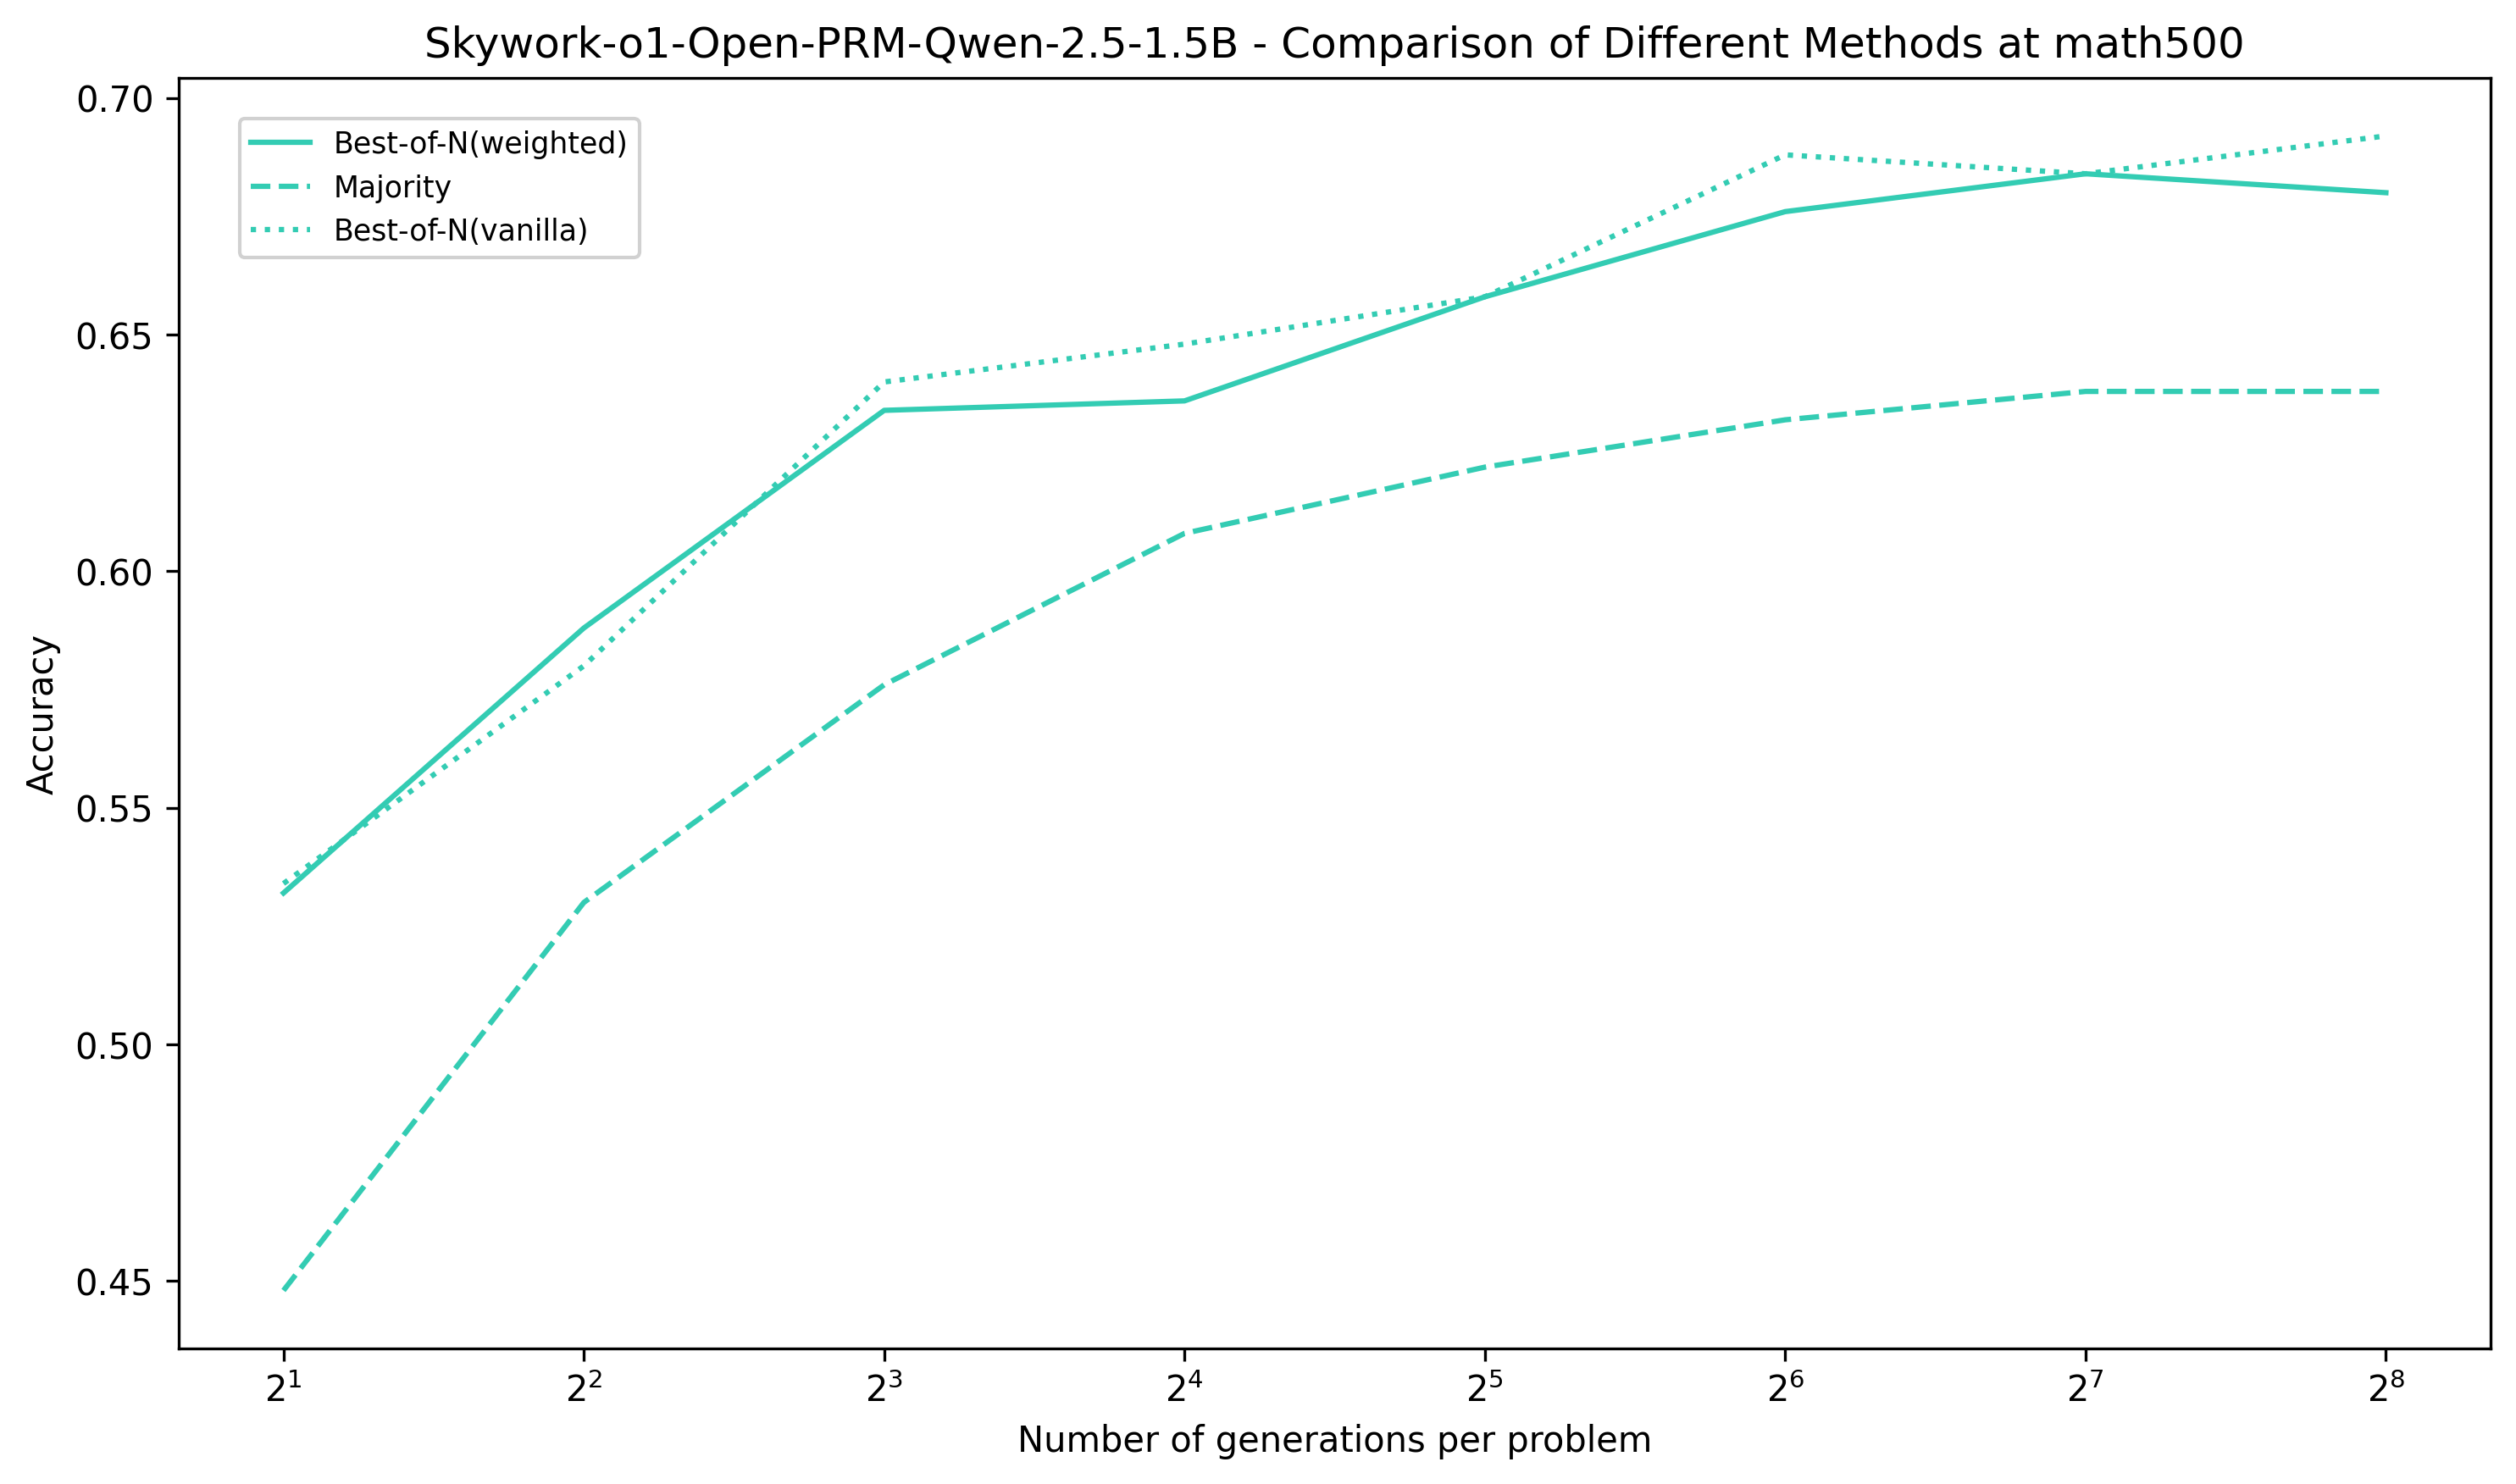 Skywork-o1-Open-PRM-Qwen-2.5-1.5B - Comparison of Different Methods at math500
Best-of-N(weighted)
Majority
Best-of-N(vanilla)
Accuracy
0.70
0.65
0.60
0.55
0.50
0.45
2¹ 2² 2³ 2⁴ 2⁵ 2⁶ 2⁷ 2⁸
Number of generations per problem